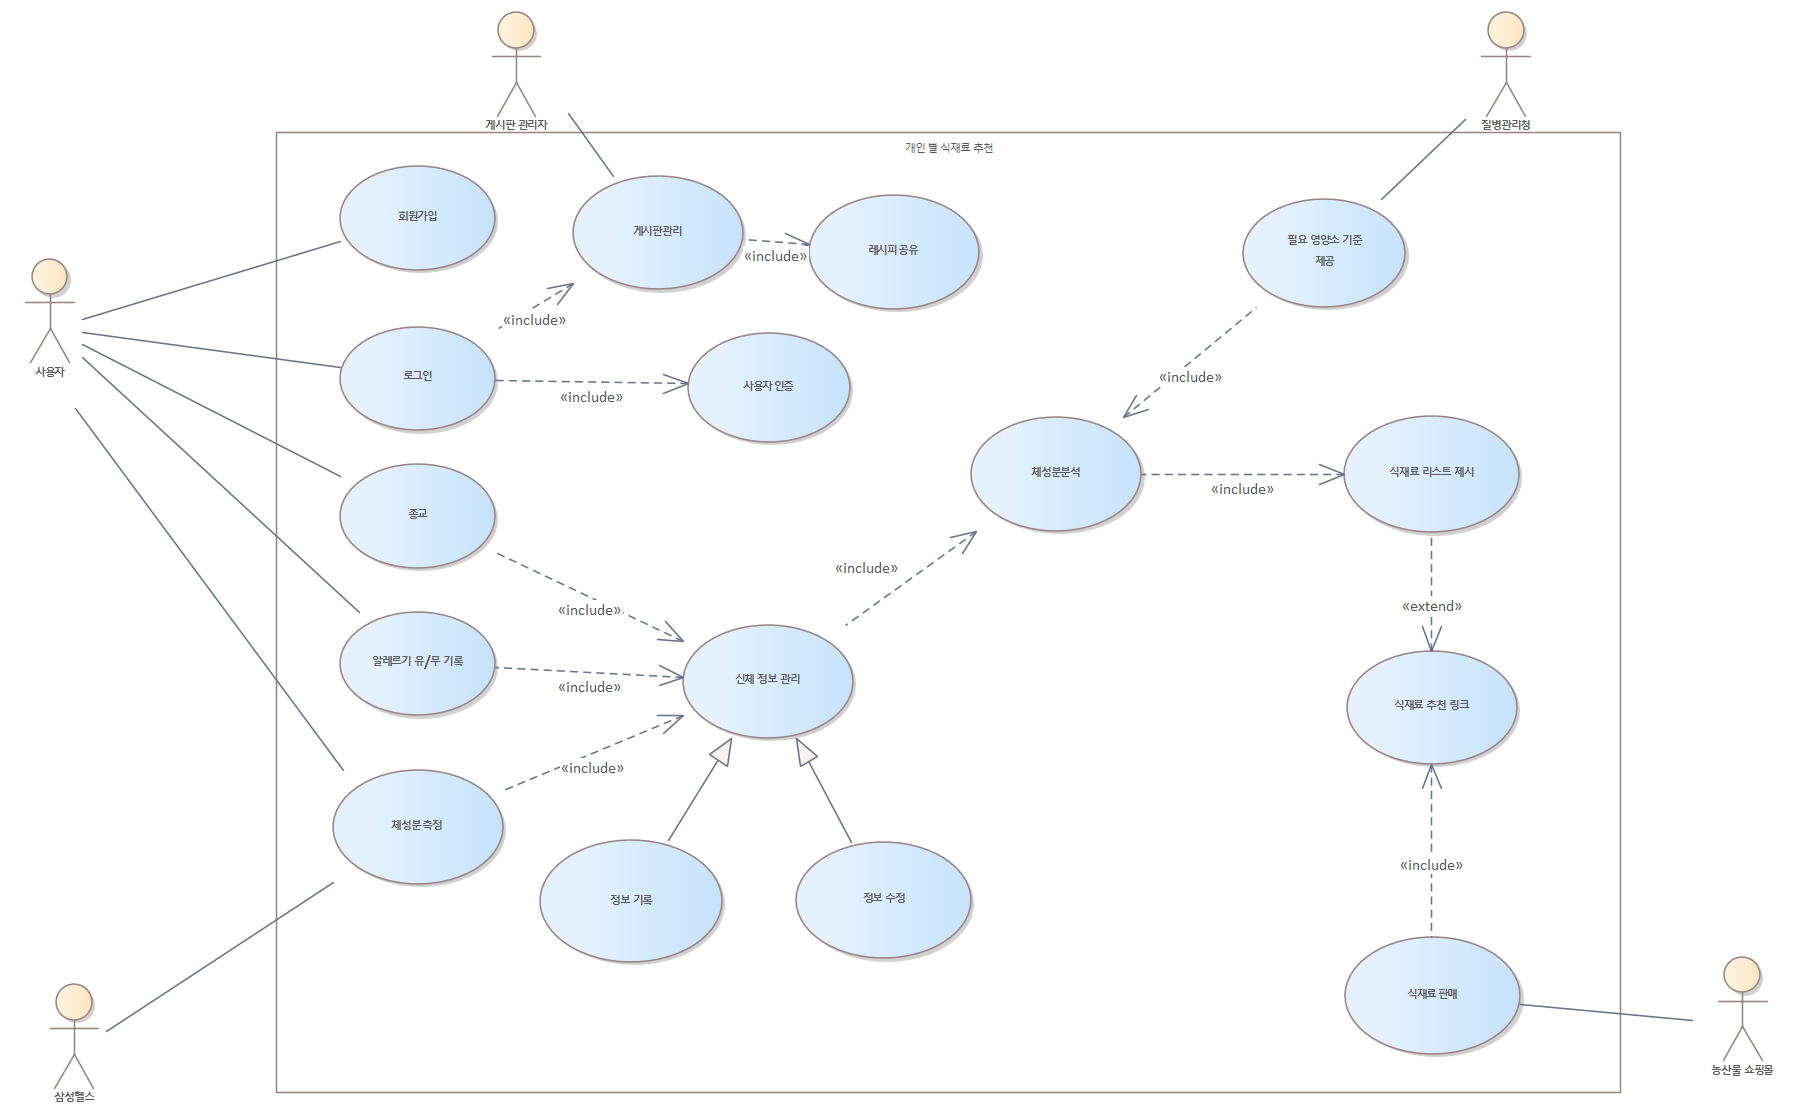 게시판 관리자
질병관리청
개인 별 식재료 추천
회원가입
게시판관리
레시피 공유
필요 영양소 기준
제공
«include»
«include»
사용자
로그인
사용자 인증
«include»
«include»
체성분분석
식재료 리스트 제시
«include»
종교
«include»
«include»
«extend»
알레르기 유/무 기록
«include»
신체 정보 관리
식재료 추천 링크
«include»
체성분 측정
정보 기록
정보 수정
«include»
식재료 판매
삼성헬스
농산물 쇼핑몰